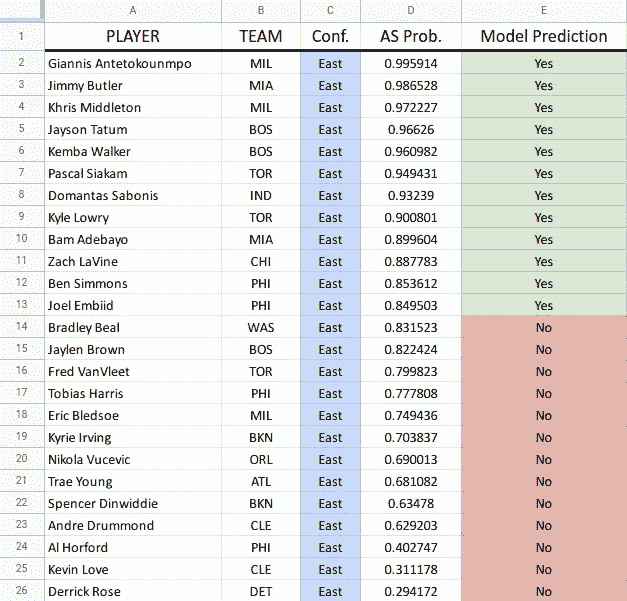 A B C D E
1 PLAYER TEAM Conf. AS Prob. Model Prediction
2 Giannis Antetokounmpo MIL East 0.995914 Yes
3 Jimmy Butler MIA East 0.986528 Yes
4 Khris Middleton MIL East 0.972227 Yes
5 Jayson Tatum BOS East 0.96626 Yes
6 Kemba Walker BOS East 0.960982 Yes
7 Pascal Siakam TOR East 0.949431 Yes
8 Domantas Sabonis IND East 0.93239 Yes
9 Kyle Lowry TOR East 0.900801 Yes
10 Bam Adebayo MIA East 0.899604 Yes
11 Zach LaVine CHI East 0.887783 Yes
12 Ben Simmons PHI East 0.853612 Yes
13 Joel Embiid PHI East 0.849503 Yes
14 Bradley Beal WAS East 0.831523 No
15 Jaylen Brown BOS East 0.822424 No
16 Fred VanVleet TOR East 0.799823 No
17 Tobias Harris PHI East 0.777808 No
18 Eric Bledsoe MIL East 0.749436 No
19 Kyrie Irving BKN East 0.703837 No
20 Nikola Vucevic ORL East 0.690013 No
21 Trae Young ATL East 0.681082 No
22 Spencer Dinwiddie BKN East 0.63478 No
23 Andre Drummond CLE East 0.629203 No
24 Al Horford PHI East 0.402747 No
25 Kevin Love CLE East 0.311178 No
26 Derrick Rose DET East 0.294172 No